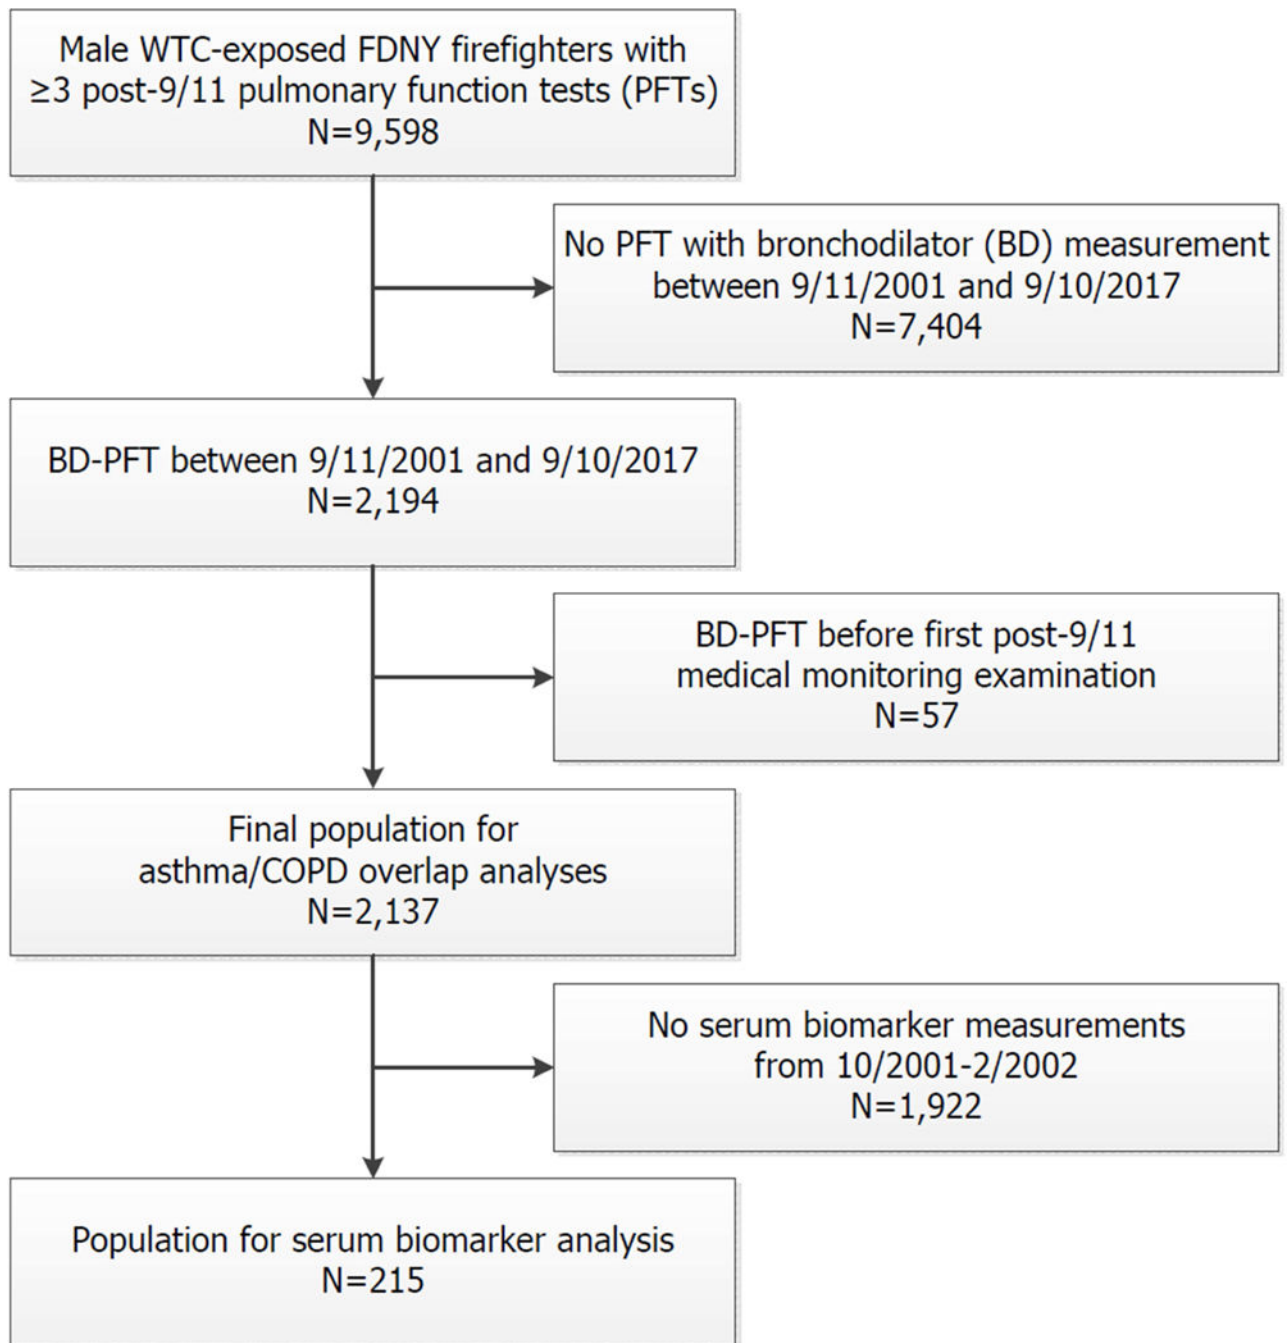 Male WTC-exposed FDNY firefighters with
≥3 post-9/11 pulmonary function tests (PFTs)
N=9,598
No PFT with bronchodilator (BD) measurement
between 9/11/2001 and 9/10/2017
N=7,404
BD-PFT between 9/11/2001 and 9/10/2017
N=2,194
BD-PFT before first post-9/11
medical monitoring examination
N=57
Final population for
asthma/COPD overlap analyses
N=2,137
No serum biomarker measurements
from 10/2001-2/2002
N=1,922
Population for serum biomarker analysis
N=215